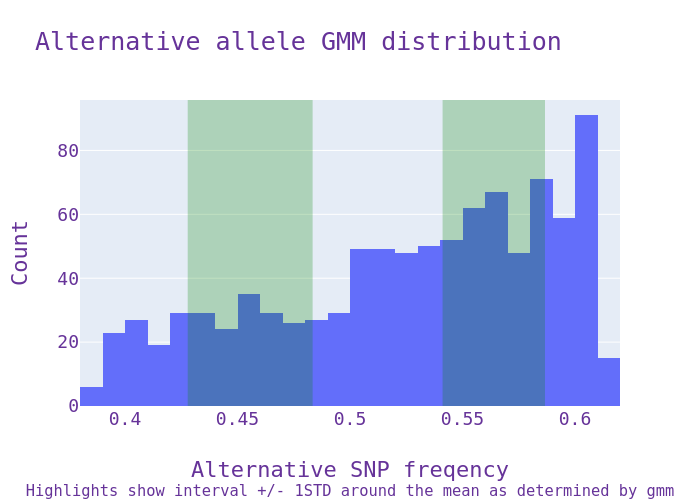 Alternative allele GMM distribution
Count
80
60
40
20
0
0.4 0.45 0.5 0.55 0.6
Alternative SNP freqency
Highlights show interval +/- 1STD around the mean as determined by gmm